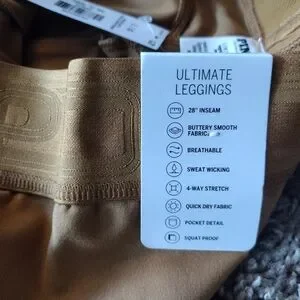 ULTIMATE
LEGGINGS
28" INSEAM
BUTTERY SMOOTH
FABRIC
BREATHABLE
SWEAT WICKING
4-WAY STRETCH
QUICK DRY FABRIC
POCKET DETAIL
SQUAT PROOF